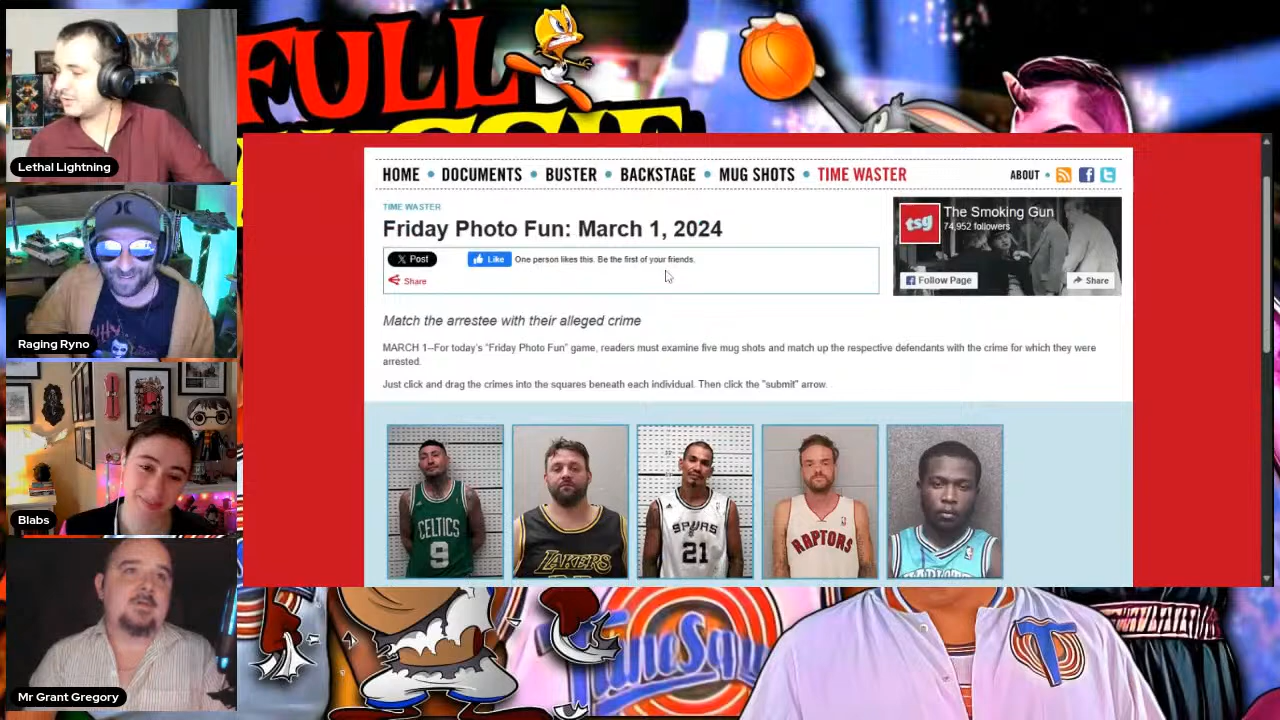 FULL
Lethal Lightning
Raging Ryno
Blabs
Mr Grant Gregory
HOME • DOCUMENTS • BUSTER • BACKSTAGE • MUG SHOTS • TIME WASTER
ABOUT •
TIME WASTER
Friday Photo Fun: March 1, 2024
Post
Like
One person likes this. Be the first of your friends.
Share
tsg
The Smoking Gun
74,952 followers
Follow Page
Share
Match the arrestee with their alleged crime
MARCH 1--For today's "Friday Photo Fun" game, readers must examine five mug shots and match up the respective defendants with the crime for which they were
arrested.
Just click and drag the crimes into the squares beneath each individual. Then click the "submit" arrow.
CELTICS
9
LAKERS
SPURS
21
RAPTORS